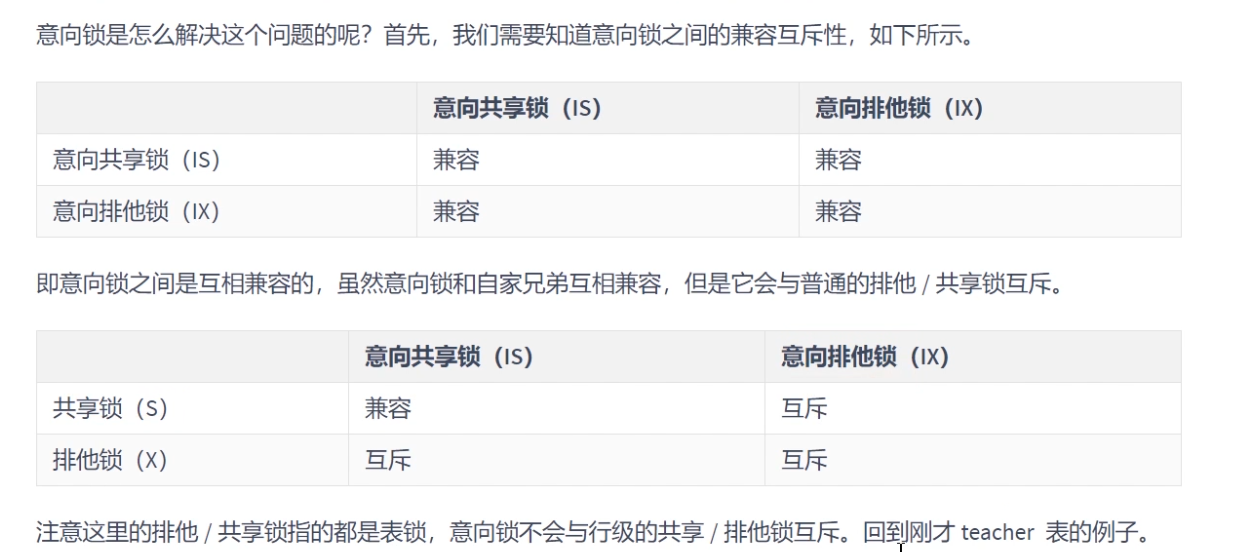 意向锁是怎么解决这个问题的呢？首先，我们需要知道意向锁之间的兼容互斥性，如下所示。
意向共享锁（IS） 意向排他锁（IX）
意向共享锁（IS） 兼容 兼容
意向排他锁（IX） 兼容 兼容
即意向锁之间是互相兼容的，虽然意向锁和自家兄弟互相兼容，但是它会与普通的排他 / 共享锁互斥。
意向共享锁（IS） 意向排他锁（IX）
共享锁（S） 兼容 互斥
排他锁（X） 互斥 互斥
注意这里的排他 / 共享锁指的都是表锁，意向锁不会与行级的共享 / 排他锁互斥。回到刚才 teacher 表的例子。